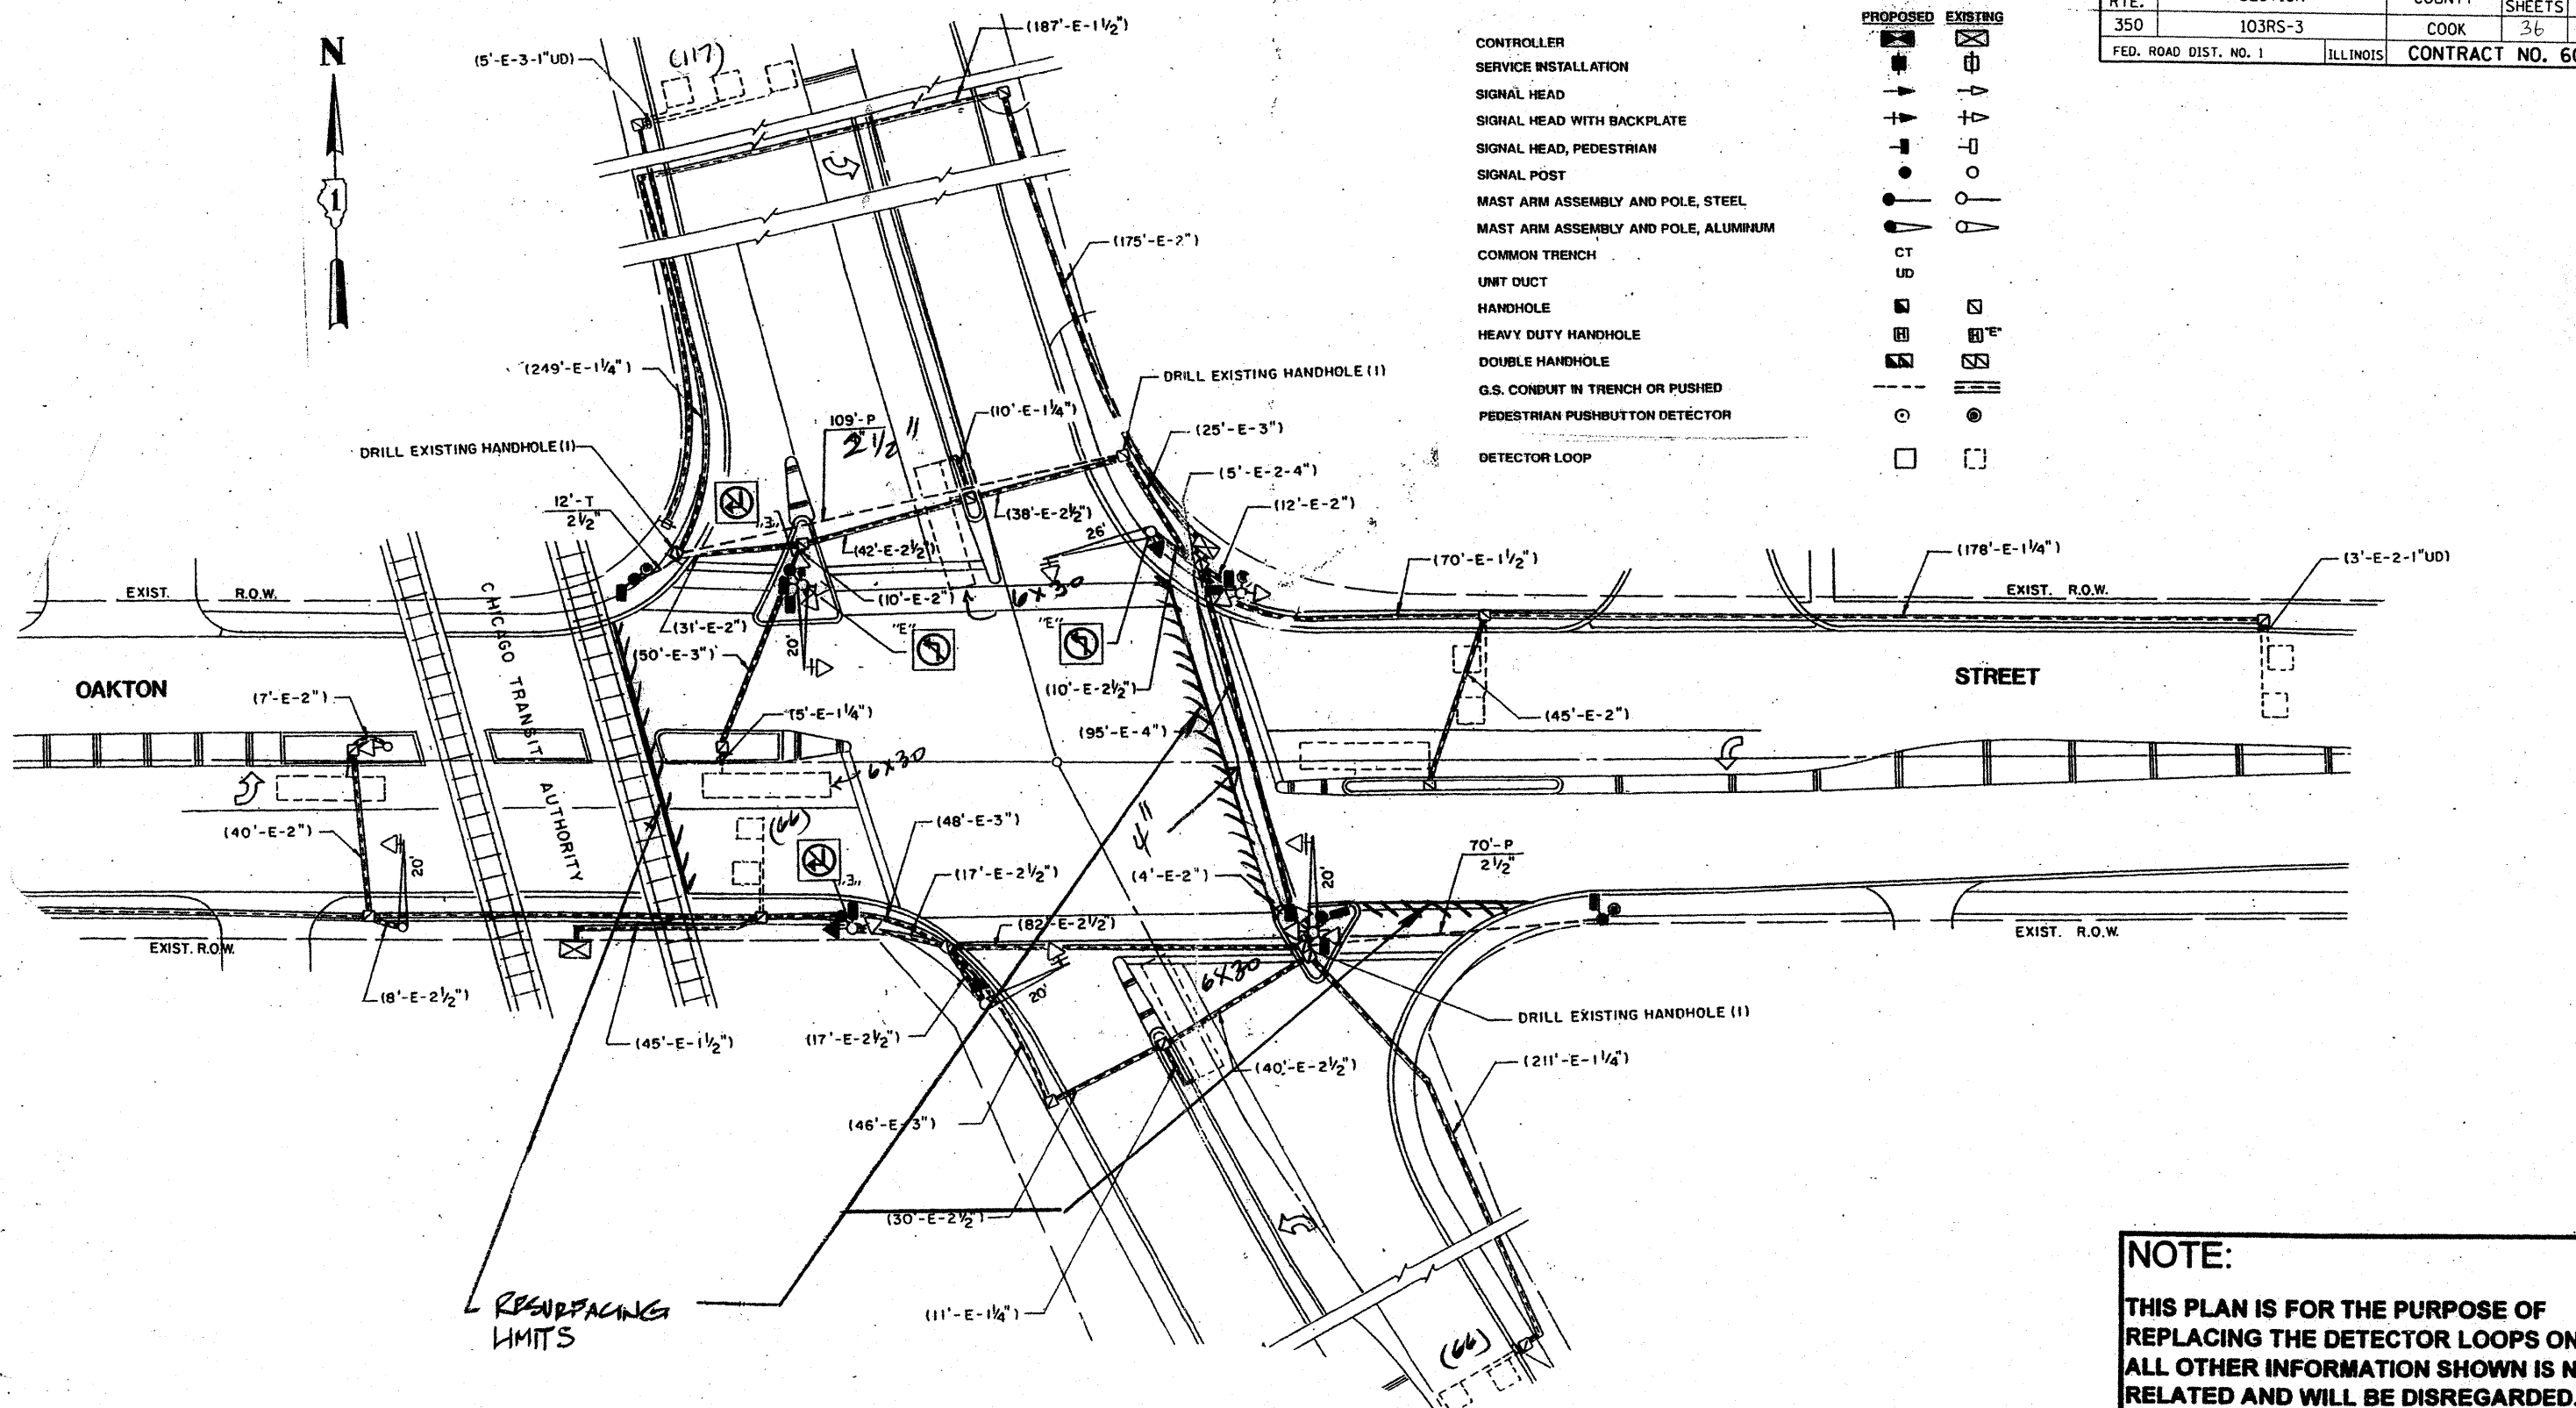 N
1
(5'-E-3-1"UD)
(117)
(187'-E-1½")
(175'-E-2")
(249'-E-1¼")
109'-P
2 1/2"
(10'-E-1¼")
DRILL EXISTING HANDHOLE (1)
(25'-E-3")
DRILL EXISTING HANDHOLE (1)
(5'-E-2-4")
12'-T
2½"
(12'-E-2")
(38'-E-2½")
26'
(42'-E-2½")
(70'-E-1½")
(178'-E-1¼")
(3'-E-2-1"UD)
EXIST. R.O.W.
EXIST. R.O.W.
(10'-E-2")
6X30
(31'-E-2")
"E"
"E"
(50'-E-3")
20'
CHICAGO TRANSIT AUTHORITY
OAKTON
STREET
(7'-E-2")
(5'-E-1¼")
(10'-E-2½")
(95'-E-4")
(45'-E-2")
6X30
(40'-E-2")
20'
(66)
(48'-E-3")
4"
(17'-E-2½")
(4'-E-2")
20'
70'-P
2½"
EXIST. R.O.W.
(82'-E-2½")
EXIST. R.O.W.
6X30
20'
(8'-E-2½")
(45'-E-1½")
(17'-E-2½")
DRILL EXISTING HANDHOLE (1)
(40'-E-2½")
(211'-E-1¼")
(46'-E-3")
(30'-E-2½")
(11'-E-1¼")
(66)
RESURFACING
LIMITS
PROPOSED EXISTING
CONTROLLER
SERVICE INSTALLATION
SIGNAL HEAD
SIGNAL HEAD WITH BACKPLATE
SIGNAL HEAD, PEDESTRIAN
SIGNAL POST
MAST ARM ASSEMBLY AND POLE, STEEL
MAST ARM ASSEMBLY AND POLE, ALUMINUM
COMMON TRENCH CT
UNIT DUCT UD
HANDHOLE
HEAVY DUTY HANDHOLE H H "E"
DOUBLE HANDHOLE
G.S. CONDUIT IN TRENCH OR PUSHED
PEDESTRIAN PUSHBUTTON DETECTOR
DETECTOR LOOP
RTE. COUNTY SHEETS
350 103RS-3 COOK 36
FED. ROAD DIST. NO. 1 ILLINOIS CONTRACT NO.
NOTE:
THIS PLAN IS FOR THE PURPOSE OF
REPLACING THE DETECTOR LOOPS
ALL OTHER INFORMATION SHOWN IS
RELATED AND WILL BE DISREGARDED.